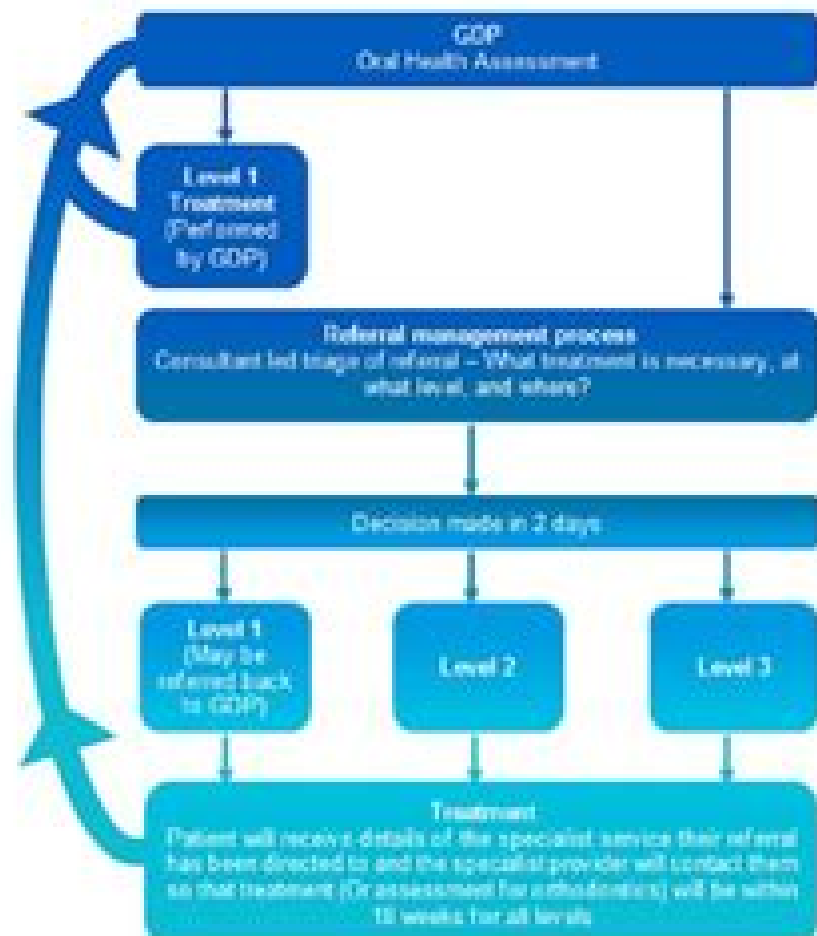 GDP
Oral Health Assessment
Level 1
Treatment
(Performed
by GDP)
Referral management process
Consultant led triage of referral – What treatment is necessary, at
what level, and where?
Decision made in 2 days
Level 1
(May be
referred back
to GDP)
Level 2
Level 3
Treatment
Patient will receive details of the specialist service their referral
has been directed to and the specialist provider will contact them
so that treatment (Or assessment for orthodontics) will be within
weeks for all levels